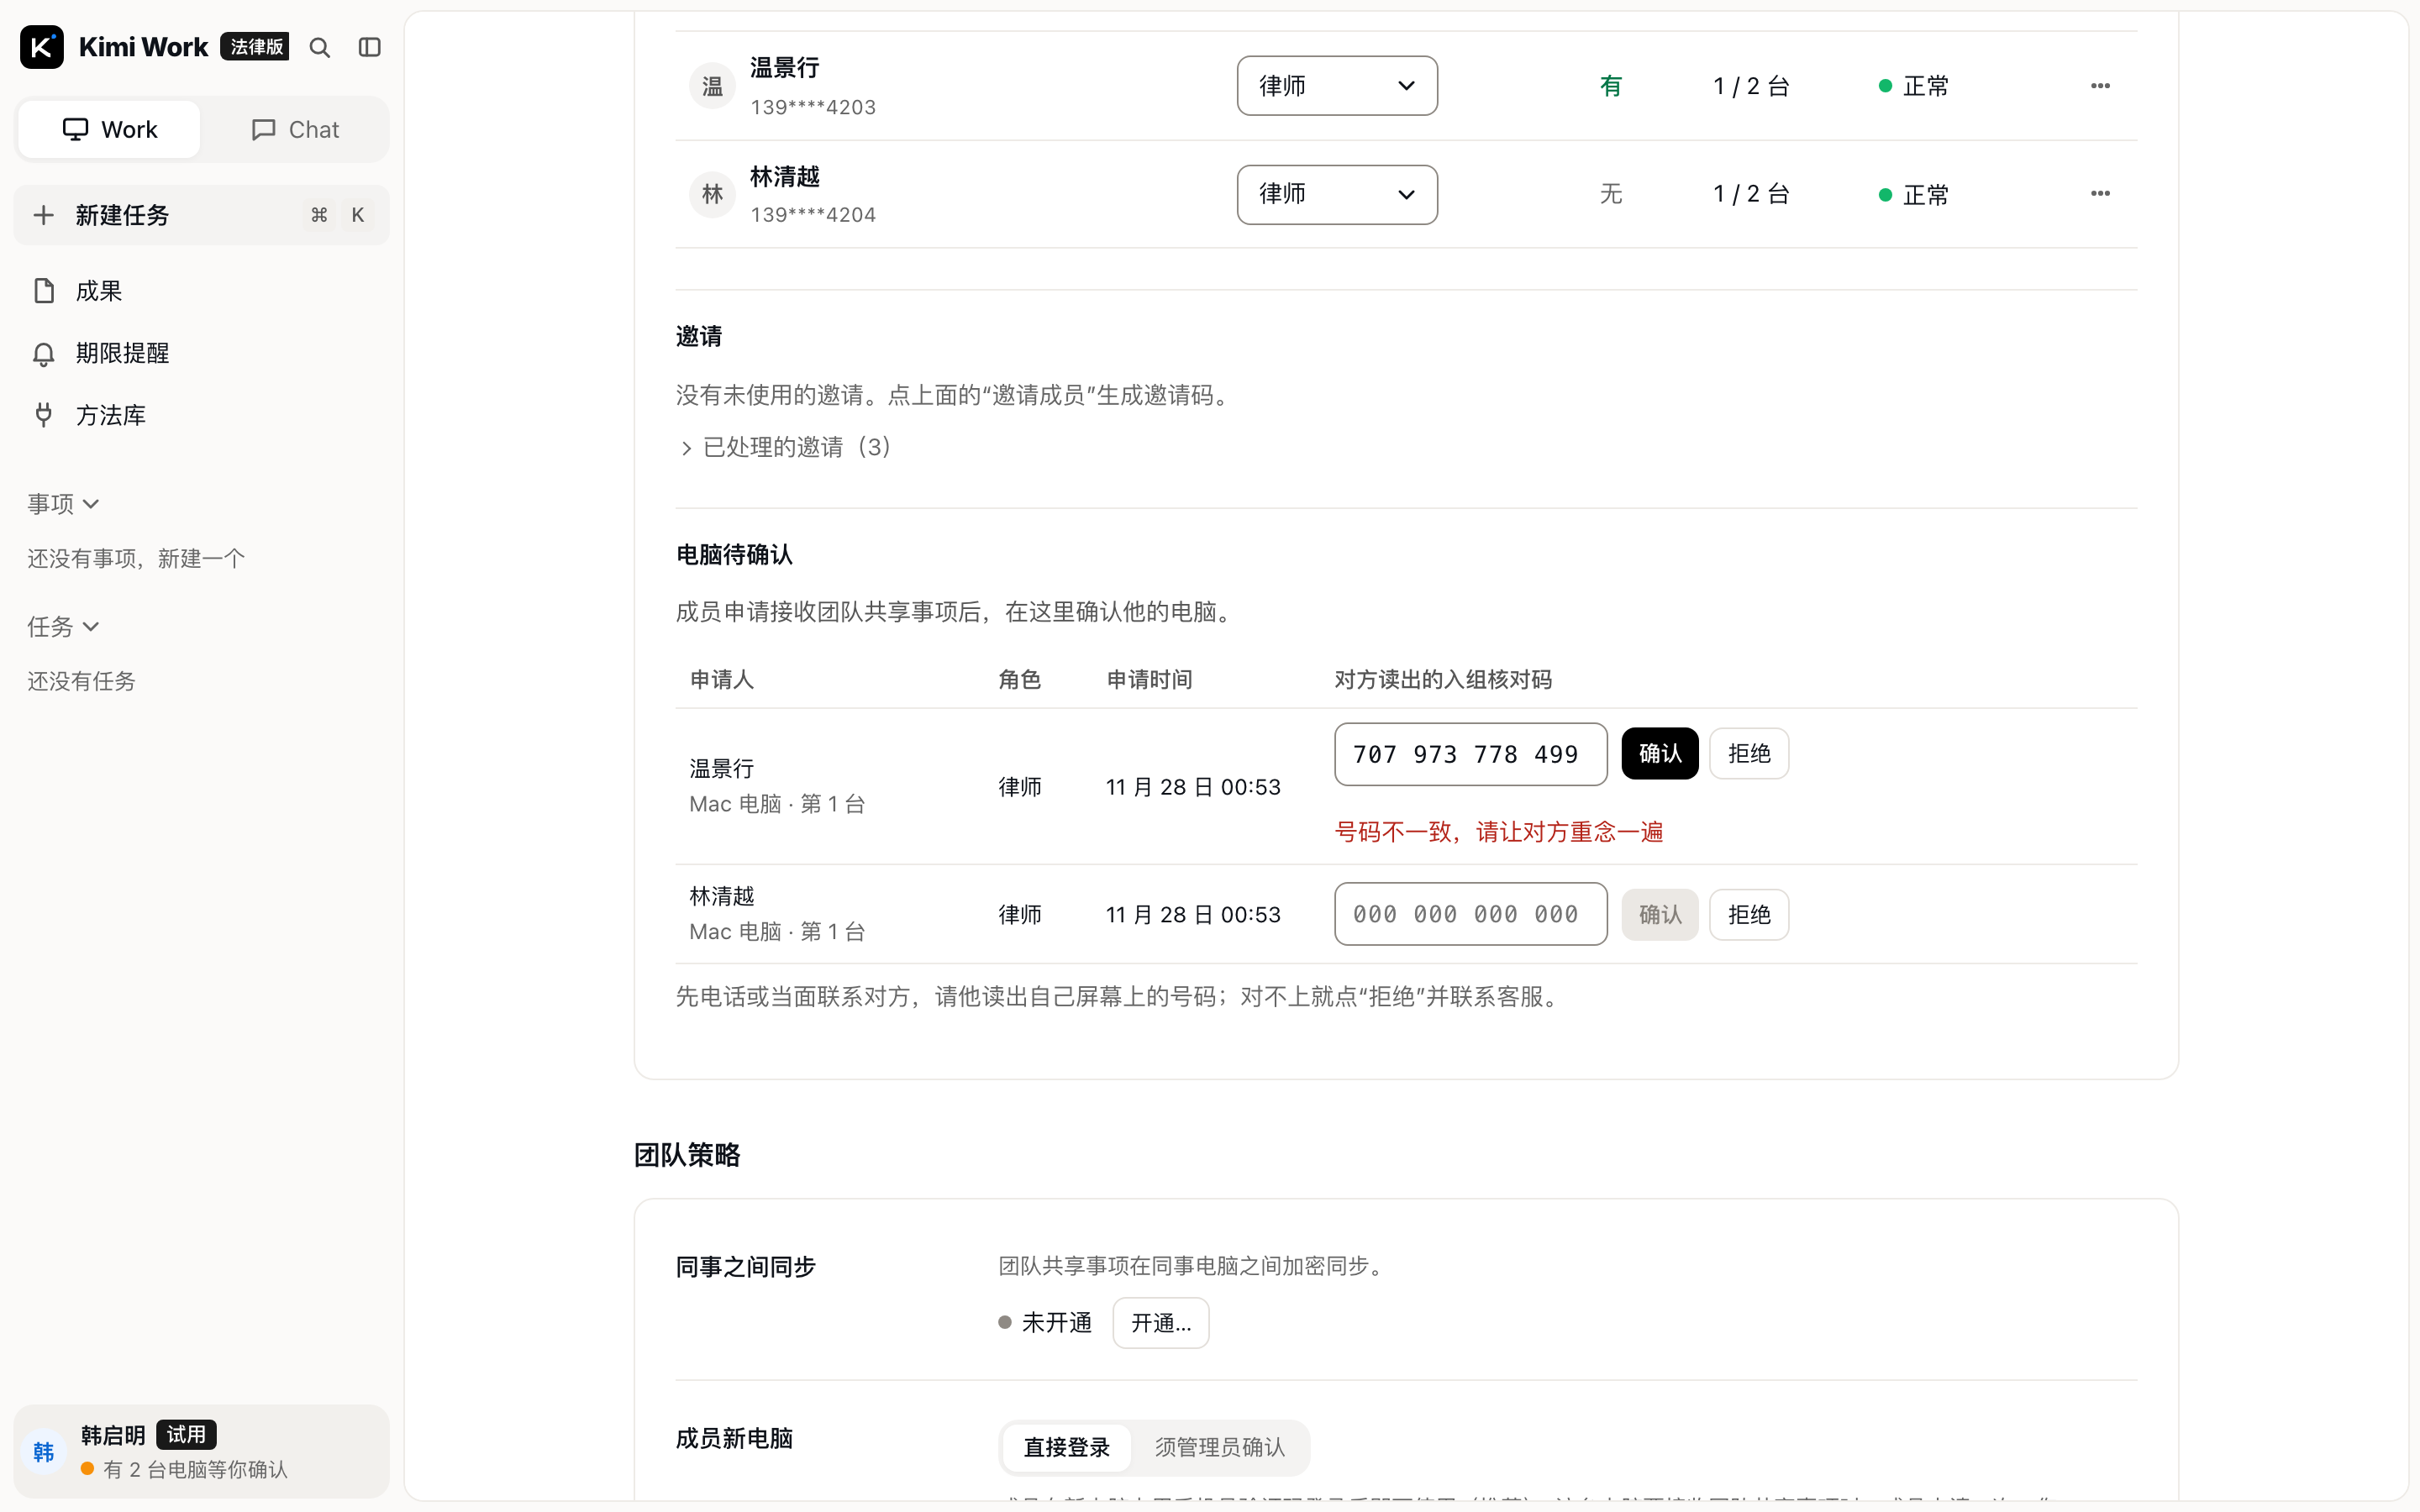 Kimi Work 法律版
Work
Chat
新建任务 ⌘ K
成果
期限提醒
方法库
事项
还没有事项，新建一个
任务
还没有任务
韩 韩启明 试用
有 2 台电脑等你确认
温 温景行 律师 有 1 / 2 台 正常
139****4203
林 林清越 律师 无 1 / 2 台 正常
139****4204
邀请
没有未使用的邀请。点上面的“邀请成员”生成邀请码。
已处理的邀请（3）
电脑待确认
成员申请接收团队共享事项后，在这里确认他的电脑。
申请人 角色 申请时间 对方读出的入组核对码
温景行 律师 11 月 28 日 00:53 707 973 778 499 确认 拒绝
Mac 电脑 · 第 1 台
号码不一致，请让对方重念一遍
林清越 律师 11 月 28 日 00:53 000 000 000 000 确认 拒绝
Mac 电脑 · 第 1 台
先电话或当面联系对方，请他读出自己屏幕上的号码；对不上就点“拒绝”并联系客服。
团队策略
同事之间同步 团队共享事项在同事电脑之间加密同步。
未开通 开通...
成员新电脑 直接登录 须管理员确认